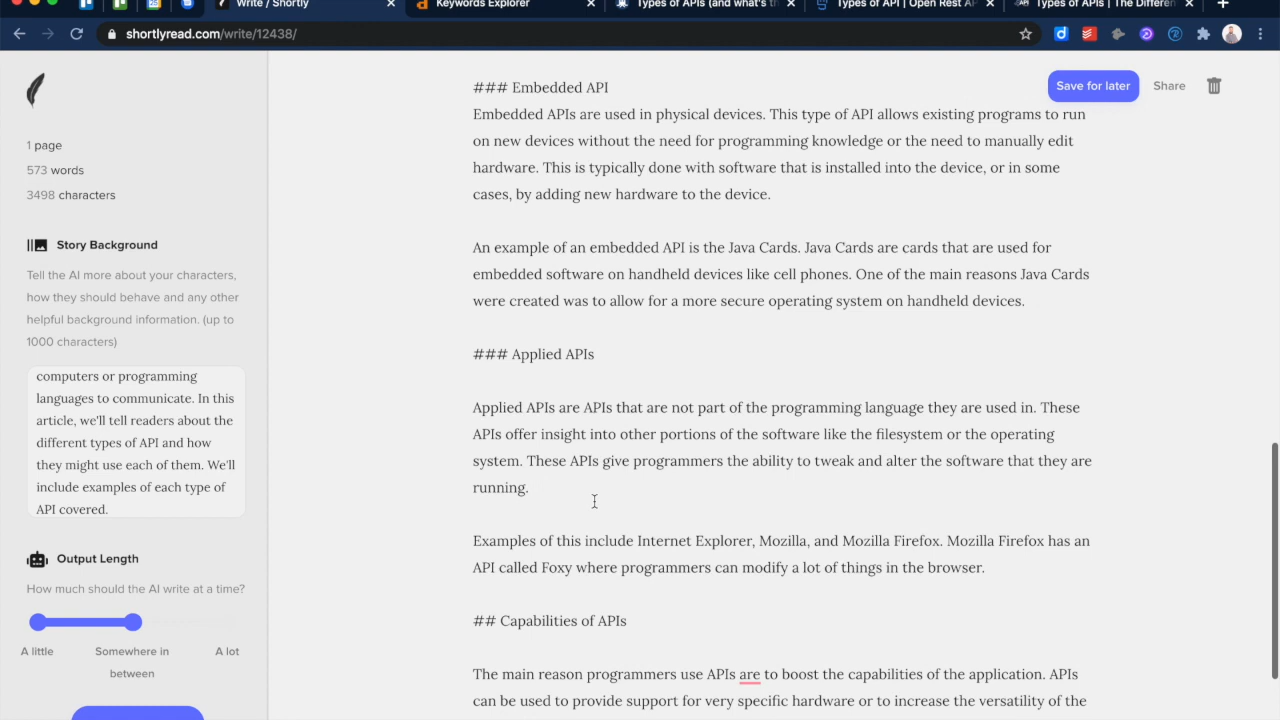 Write / Shortly
Keywords Explorer
Types of APIs (and what's th
Types of API | Open Rest AP
Types of APIs | The Differen
shortlyread.com/write/12438/
Save for later
Share
1 page
573 words
3498 characters
Story Background
Tell the AI more about your characters,
how they should behave and any other
helpful background information. (up to
1000 characters)
computers or programming
languages to communicate. In this
article, we'll tell readers about the
different types of API and how
they might use each of them. We'll
include examples of each type of
API covered.
Output Length
How much should the AI write at a time?
A little
Somewhere in
between
A lot
### Embedded API
Embedded APIs are used in physical devices. This type of API allows existing programs to run
on new devices without the need for programming knowledge or the need to manually edit
hardware. This is typically done with software that is installed into the device, or in some
cases, by adding new hardware to the device.
An example of an embedded API is the Java Cards. Java Cards are cards that are used for
embedded software on handheld devices like cell phones. One of the main reasons Java Cards
were created was to allow for a more secure operating system on handheld devices.
### Applied APIs
Applied APIs are APIs that are not part of the programming language they are used in. These
APIs offer insight into other portions of the software like the filesystem or the operating
system. These APIs give programmers the ability to tweak and alter the software that they are
running.
Examples of this include Internet Explorer, Mozilla, and Mozilla Firefox. Mozilla Firefox has an
API called Foxy where programmers can modify a lot of things in the browser.
## Capabilities of APIs
The main reason programmers use APIs are to boost the capabilities of the application. APIs
can be used to provide support for very specific hardware or to increase the versatility of the